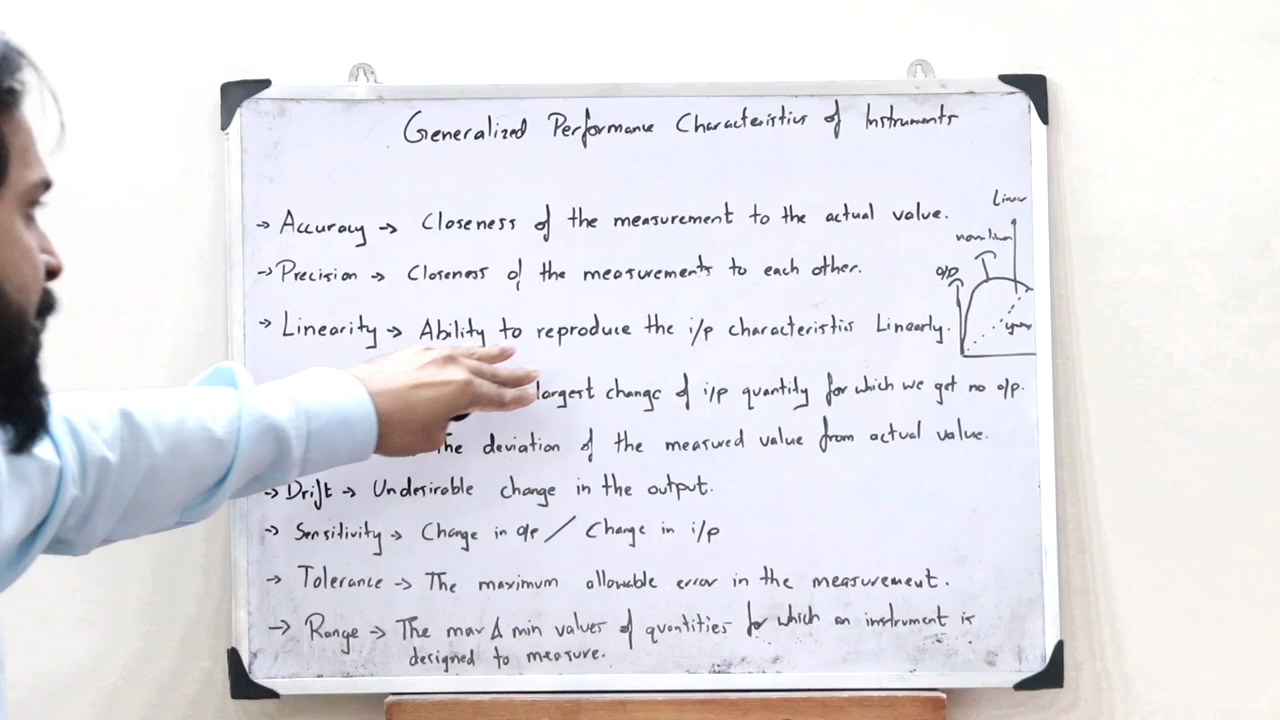 Generalized Performance Characteristics of Instruments
→ Accuracy → Closeness of the measurement to the actual value.
→ Precision → Closeness of the measurements to each other.
→ Linearity → Ability to reproduce the i/p characteristics Linearly.
largest change of i/p quantity for which we get no o/p.
The deviation of the measured value from actual value.
→ Drift → Undesirable change in the output.
→ Sensitivity → Change in o/p / Change in i/p
→ Tolerance → The maximum allowable error in the measurement.
→ Range → The max & min values of quantities for which an instrument is
designed to measure.
Linear
O/P